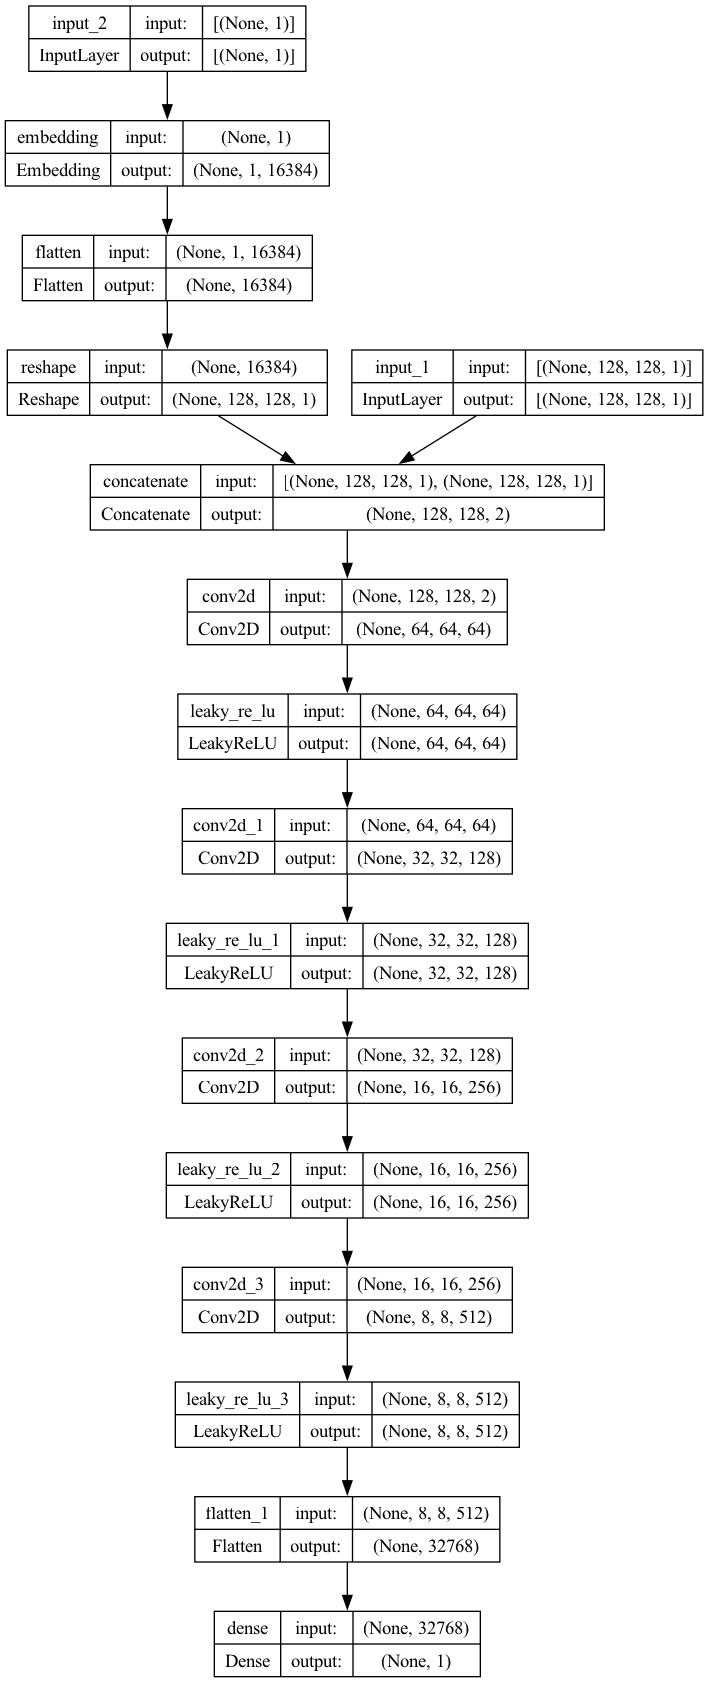 input_2 input: [(None, 1)]
InputLayer output: [(None, 1)]
embedding input: (None, 1)
Embedding output: (None, 1, 16384)
flatten input: (None, 1, 16384)
Flatten output: (None, 16384)
reshape input: (None, 16384)
Reshape output: (None, 128, 128, 1)
input_1 input: [(None, 128, 128, 1)]
InputLayer output: [(None, 128, 128, 1)]
concatenate input: [(None, 128, 128, 1), (None, 128, 128, 1)]
Concatenate output: (None, 128, 128, 2)
conv2d input: (None, 128, 128, 2)
Conv2D output: (None, 64, 64, 64)
leaky_re_lu input: (None, 64, 64, 64)
LeakyReLU output: (None, 64, 64, 64)
conv2d_1 input: (None, 64, 64, 64)
Conv2D output: (None, 32, 32, 128)
leaky_re_lu_1 input: (None, 32, 32, 128)
LeakyReLU output: (None, 32, 32, 128)
conv2d_2 input: (None, 32, 32, 128)
Conv2D output: (None, 16, 16, 256)
leaky_re_lu_2 input: (None, 16, 16, 256)
LeakyReLU output: (None, 16, 16, 256)
conv2d_3 input: (None, 16, 16, 256)
Conv2D output: (None, 8, 8, 512)
leaky_re_lu_3 input: (None, 8, 8, 512)
LeakyReLU output: (None, 8, 8, 512)
flatten_1 input: (None, 8, 8, 512)
Flatten output: (None, 32768)
dense input: (None, 32768)
Dense output: (None, 1)